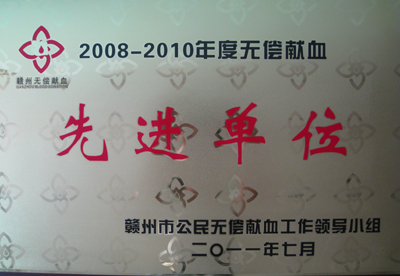 2008-2010年度无偿献血
赣州无偿献血
先进单位
赣州市公民无偿献血工作领导小组
二〇一一年七月